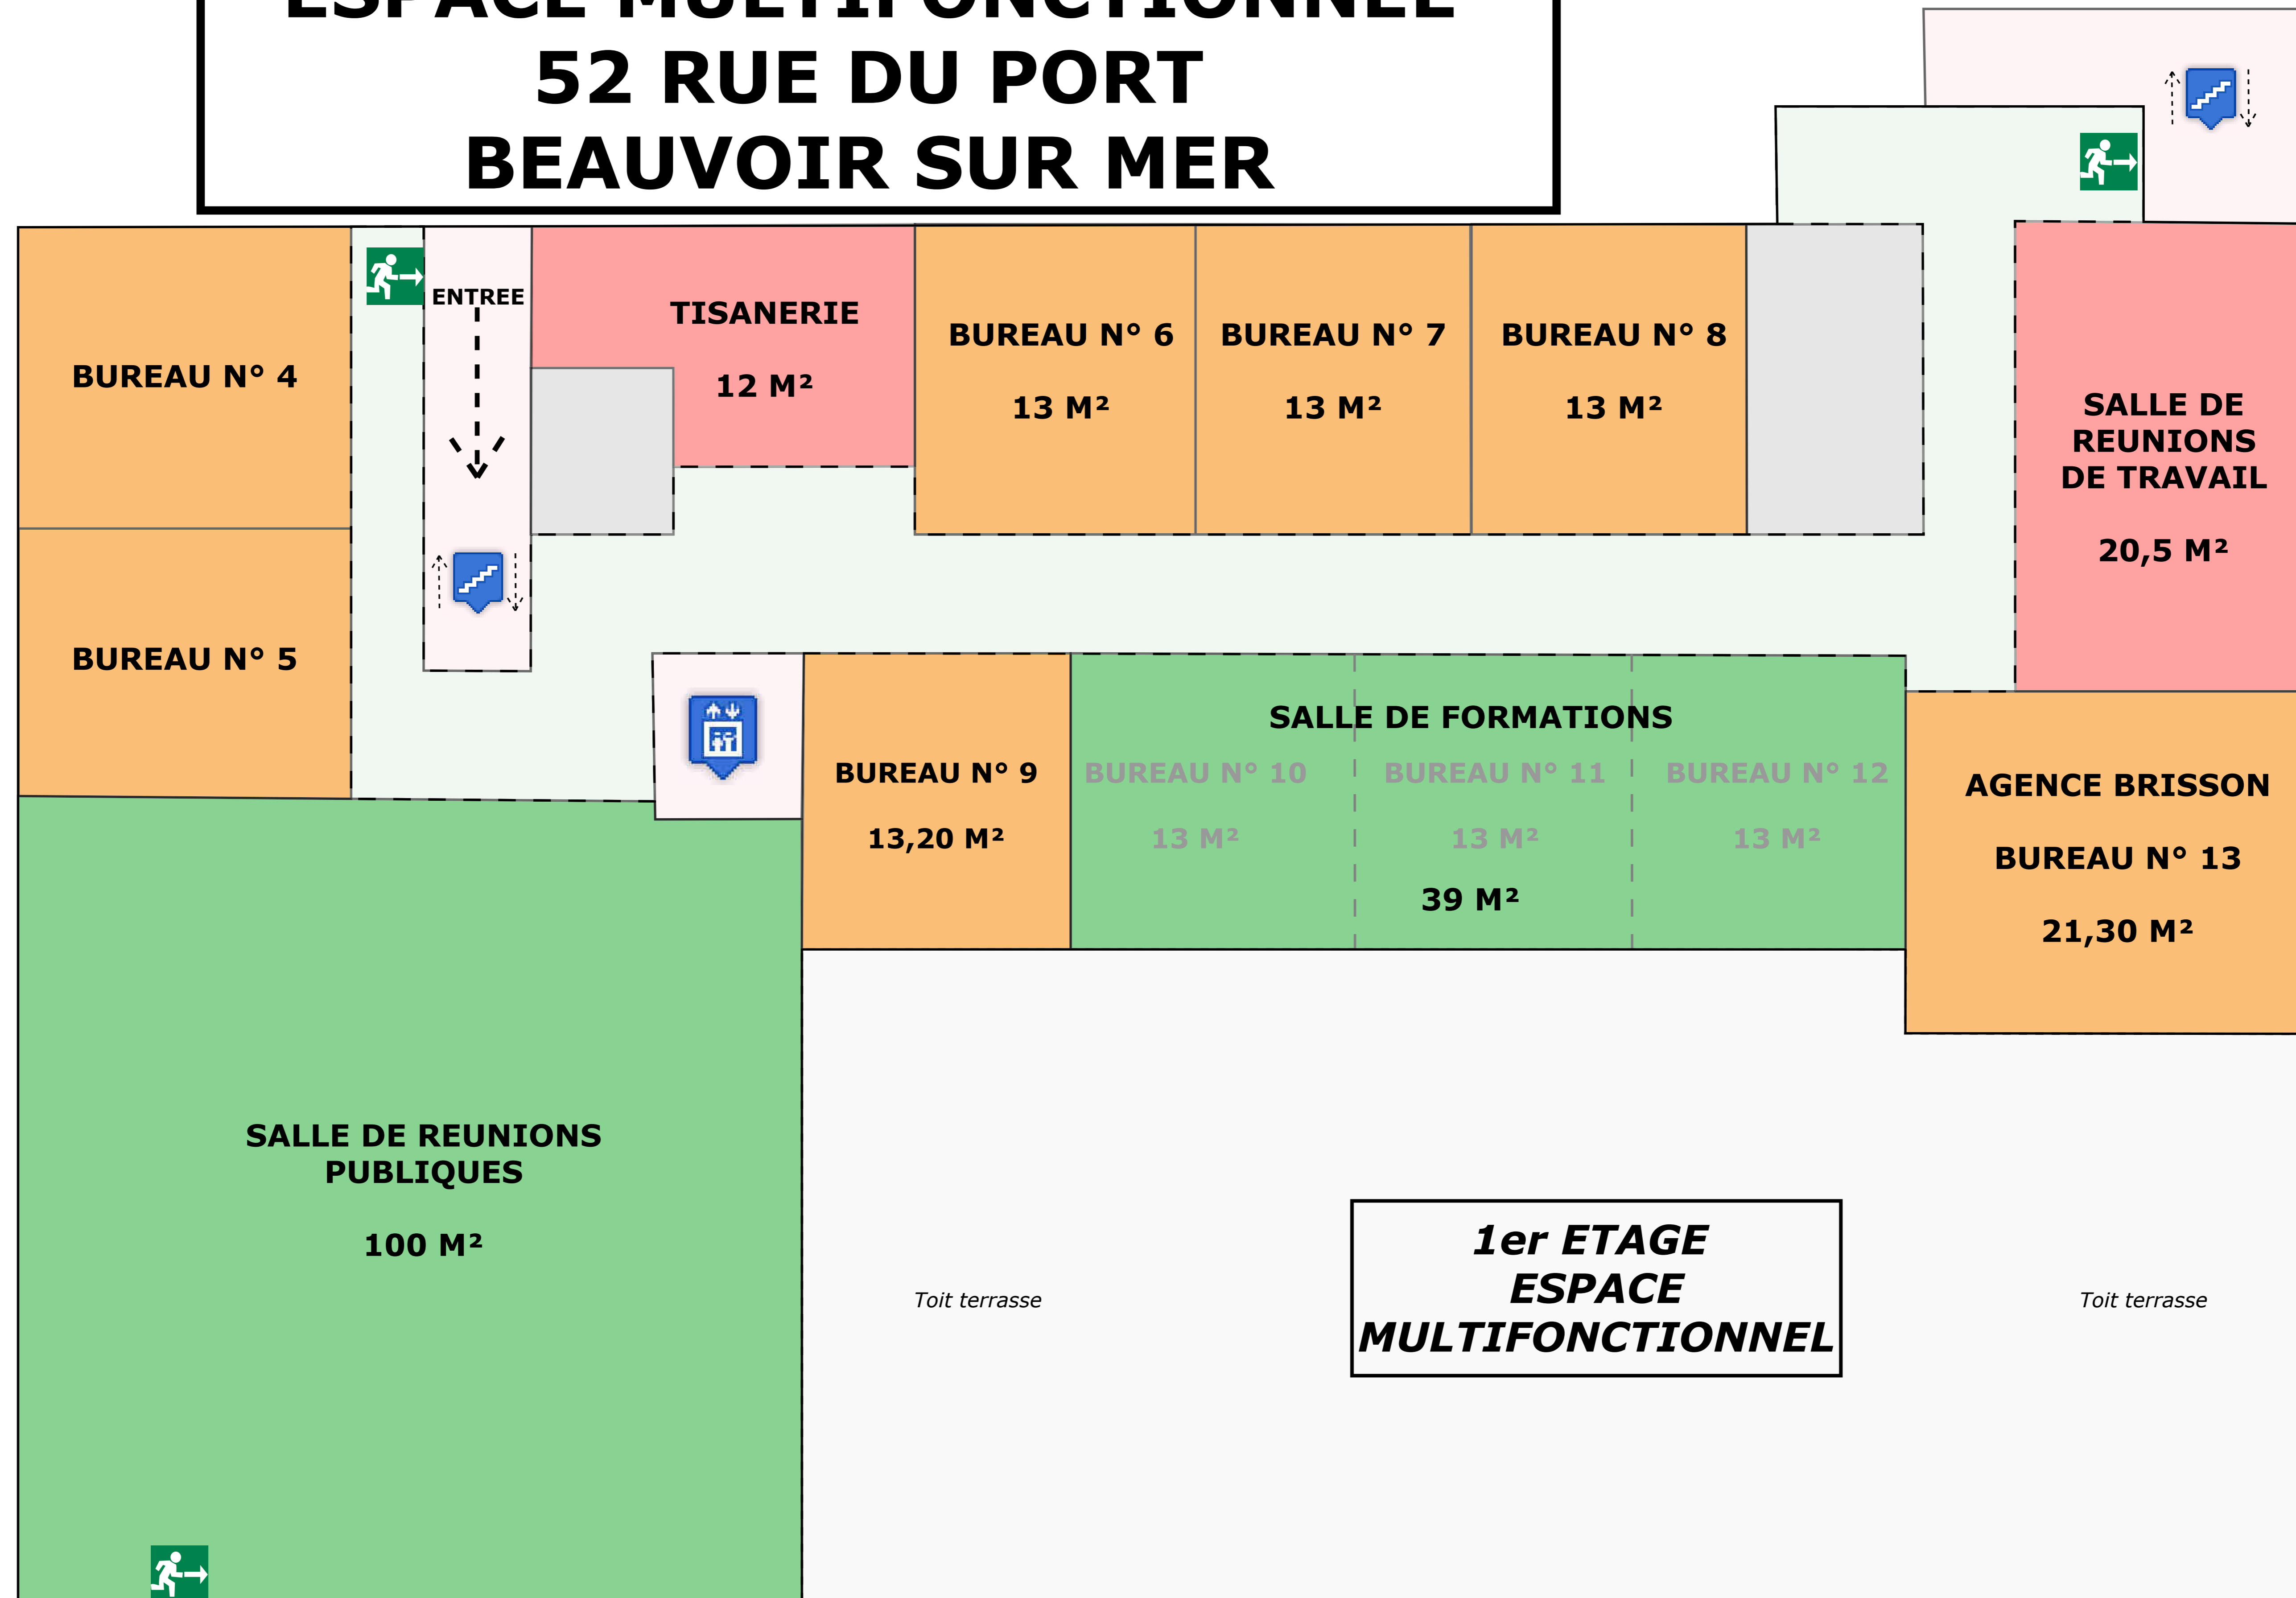 ESPACE MULTIFONCTIONNEL
52 RUE DU PORT
BEAUVOIR SUR MER
BUREAU N° 4
ENTREE
TISANERIE
12 M²
BUREAU N° 6
13 M²
BUREAU N° 7
13 M²
BUREAU N° 8
13 M²
SALLE DE
REUNIONS
DE TRAVAIL
20,5 M²
BUREAU N° 5
BUREAU N° 9
13,20 M²
SALLE DE FORMATIONS
BUREAU N° 10
13 M²
BUREAU N° 11
13 M²
BUREAU N° 12
13 M²
39 M²
AGENCE BRISSON
BUREAU N° 13
21,30 M²
SALLE DE REUNIONS
PUBLIQUES
100 M²
Toit terrasse
1er ETAGE
ESPACE
MULTIFONCTIONNEL
Toit terrasse